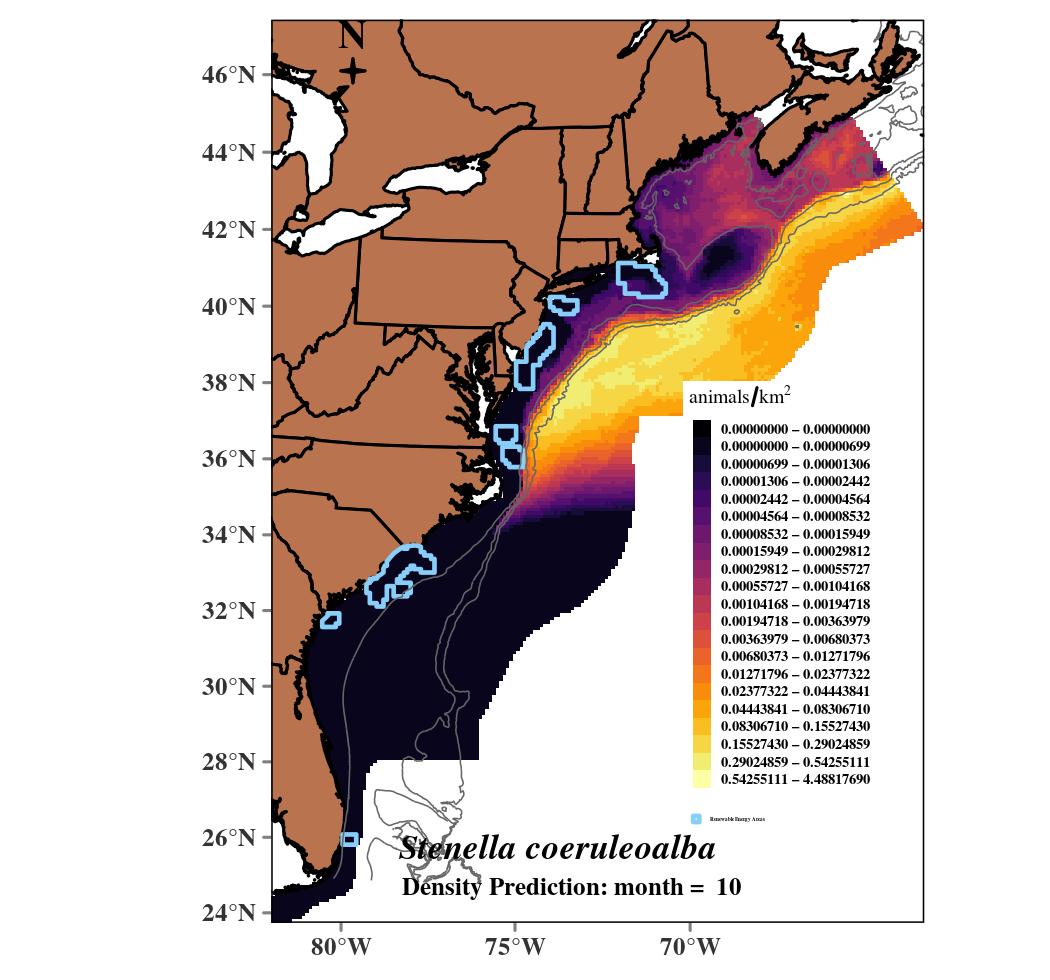 N
46°N
44°N
42°N
40°N
38°N
36°N
34°N
32°N
30°N
28°N
26°N
24°N
80°W
75°W
70°W
animals/km²
0.00000000 – 0.00000000
0.00000000 – 0.00000699
0.00000699 – 0.00001306
0.00001306 – 0.00002442
0.00002442 – 0.00004564
0.00004564 – 0.00008532
0.00008532 – 0.00015949
0.00015949 – 0.00029812
0.00029812 – 0.00055727
0.00055727 – 0.00104168
0.00104168 – 0.00194718
0.00194718 – 0.00363979
0.00363979 – 0.00680373
0.00680373 – 0.01271796
0.01271796 – 0.02377322
0.02377322 – 0.04443841
0.04443841 – 0.08306710
0.08306710 – 0.15527430
0.15527430 – 0.29024859
0.29024859 – 0.54255111
0.54255111 – 4.48817690
Renewable Energy Areas
Stenella coeruleoalba
Density Prediction: month = 10